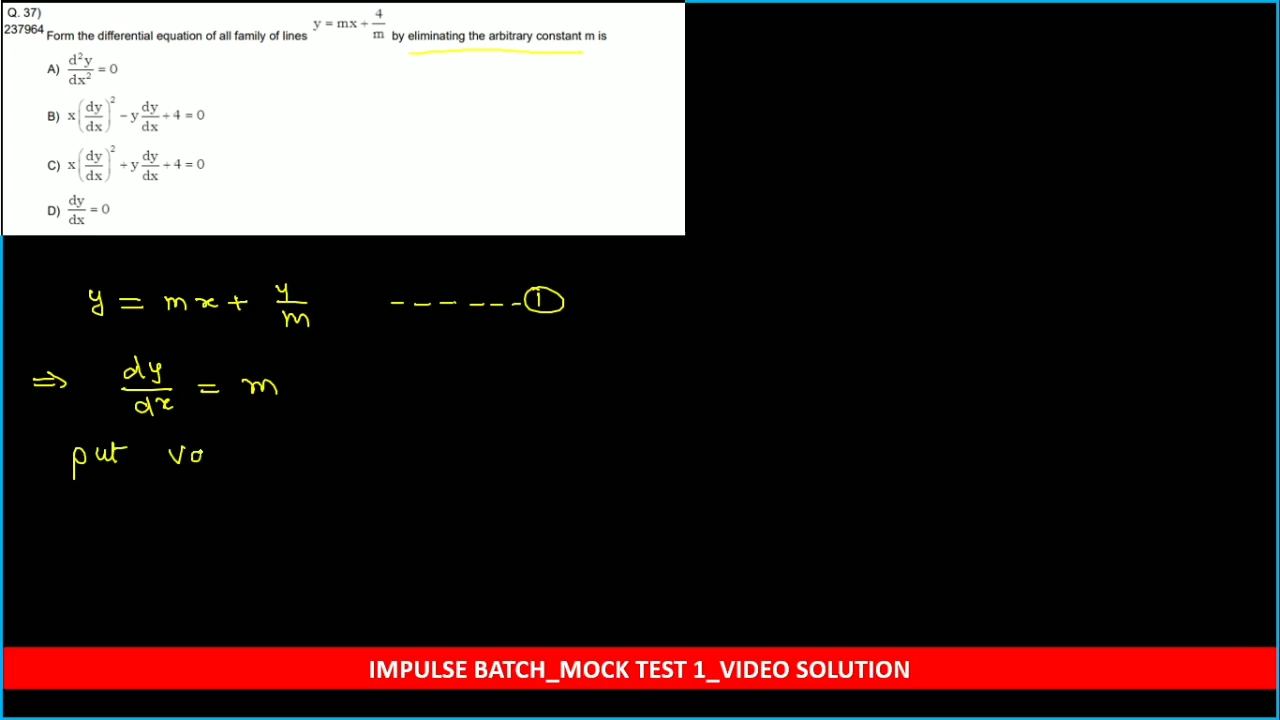 Q. 37)
237964 Form the differential equation of all family of lines y = mx + 4/m by eliminating the arbitrary constant m is
A) d²y/dx² = 0
B) x(dy/dx)² − y dy/dx + 4 = 0
C) x(dy/dx)² + y dy/dx + 4 = 0
D) dy/dx = 0
y = mx + 4/m ------①
⇒ dy/dx = m
put va
IMPULSE BATCH_MOCK TEST 1_VIDEO SOLUTION